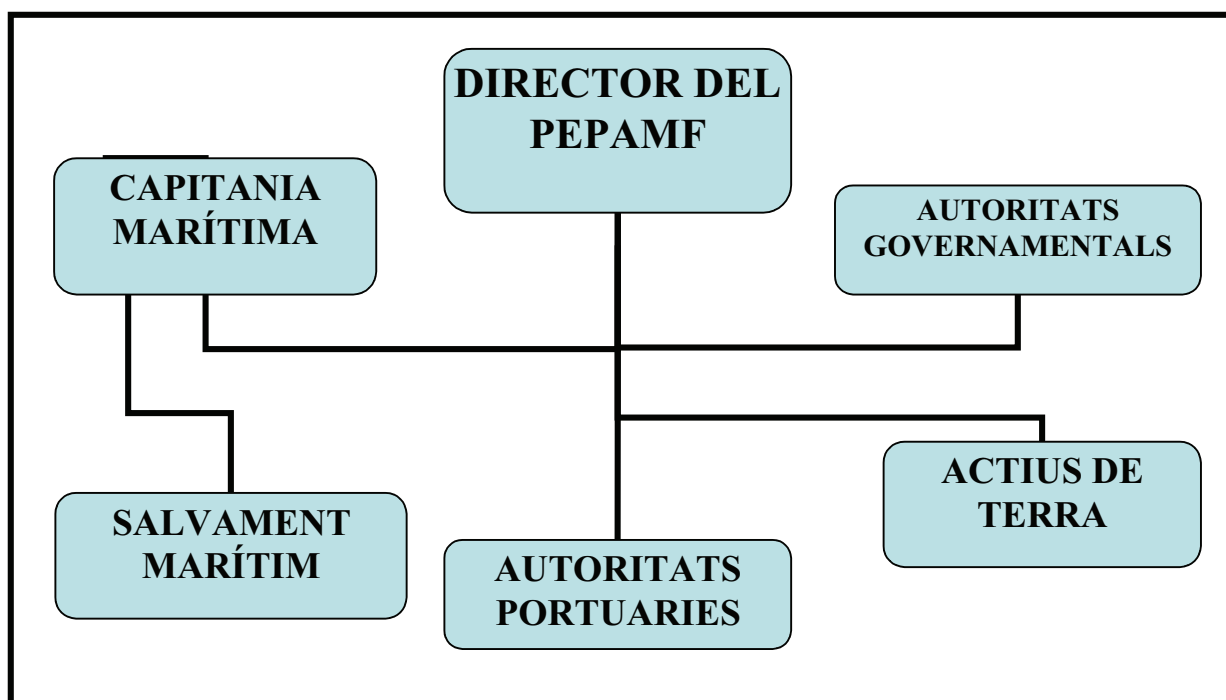 DIRECTOR DEL
PEPAMF
CAPITANIA
MARÍTIMA
AUTORITATS
GOVERNAMENTALS
SALVAMENT
MARÍTIM
AUTORITATS
PORTUARIES
ACTIUS DE
TERRA